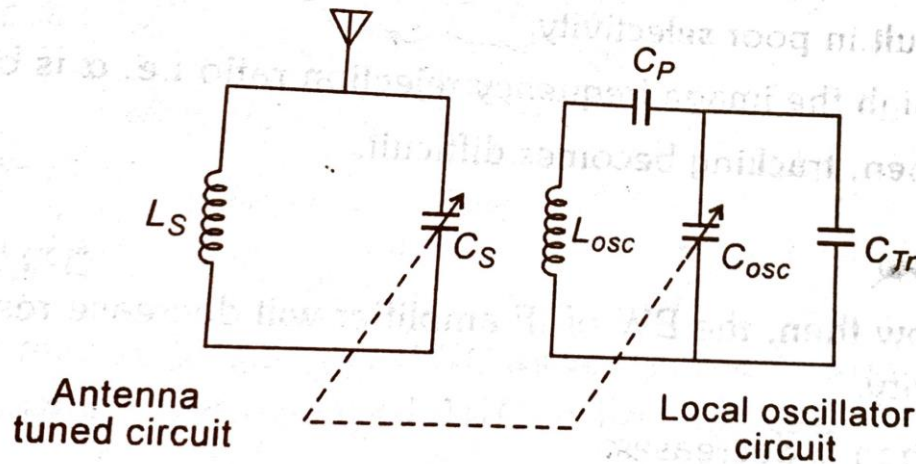 C_P
L_S
C_S
L_osc
C_osc
C_Tr
Antenna
tuned circuit
Local oscillator
circuit